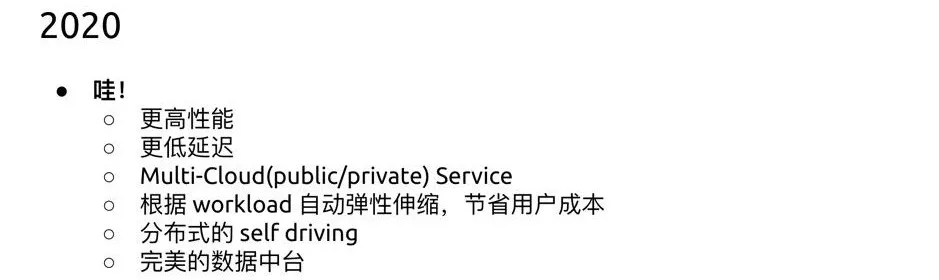 2020
● 哇！
○ 更高性能
○ 更低延迟
○ Multi-Cloud(public/private) Service
○ 根据 workload 自动弹性伸缩，节省用户成本
○ 分布式的 self driving
○ 完美的数据中台